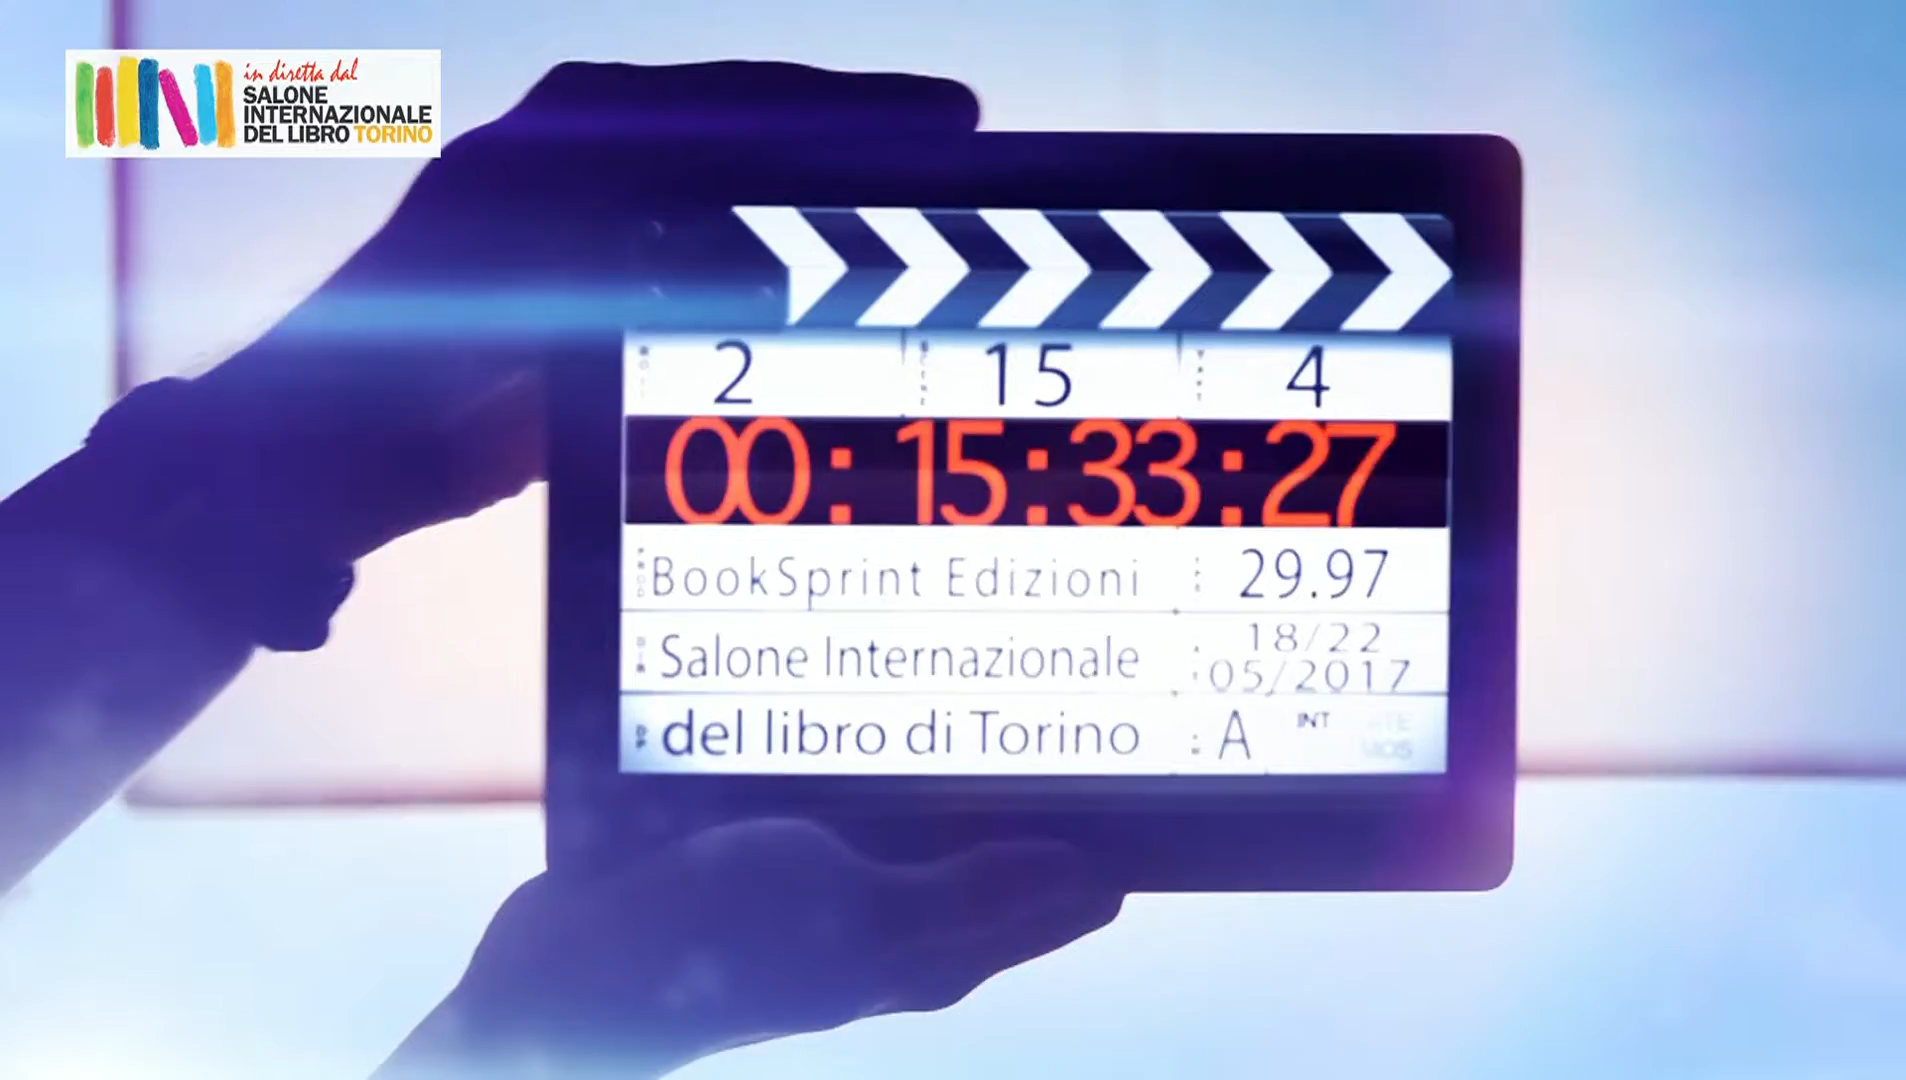 in diretta dal
SALONE
INTERNAZIONALE
DEL LIBRO TORINO
2 15 4
00:15:33:27
BookSprint Edizioni 29.97
Salone Internazionale 18/22
05/2017
del libro di Torino A INT